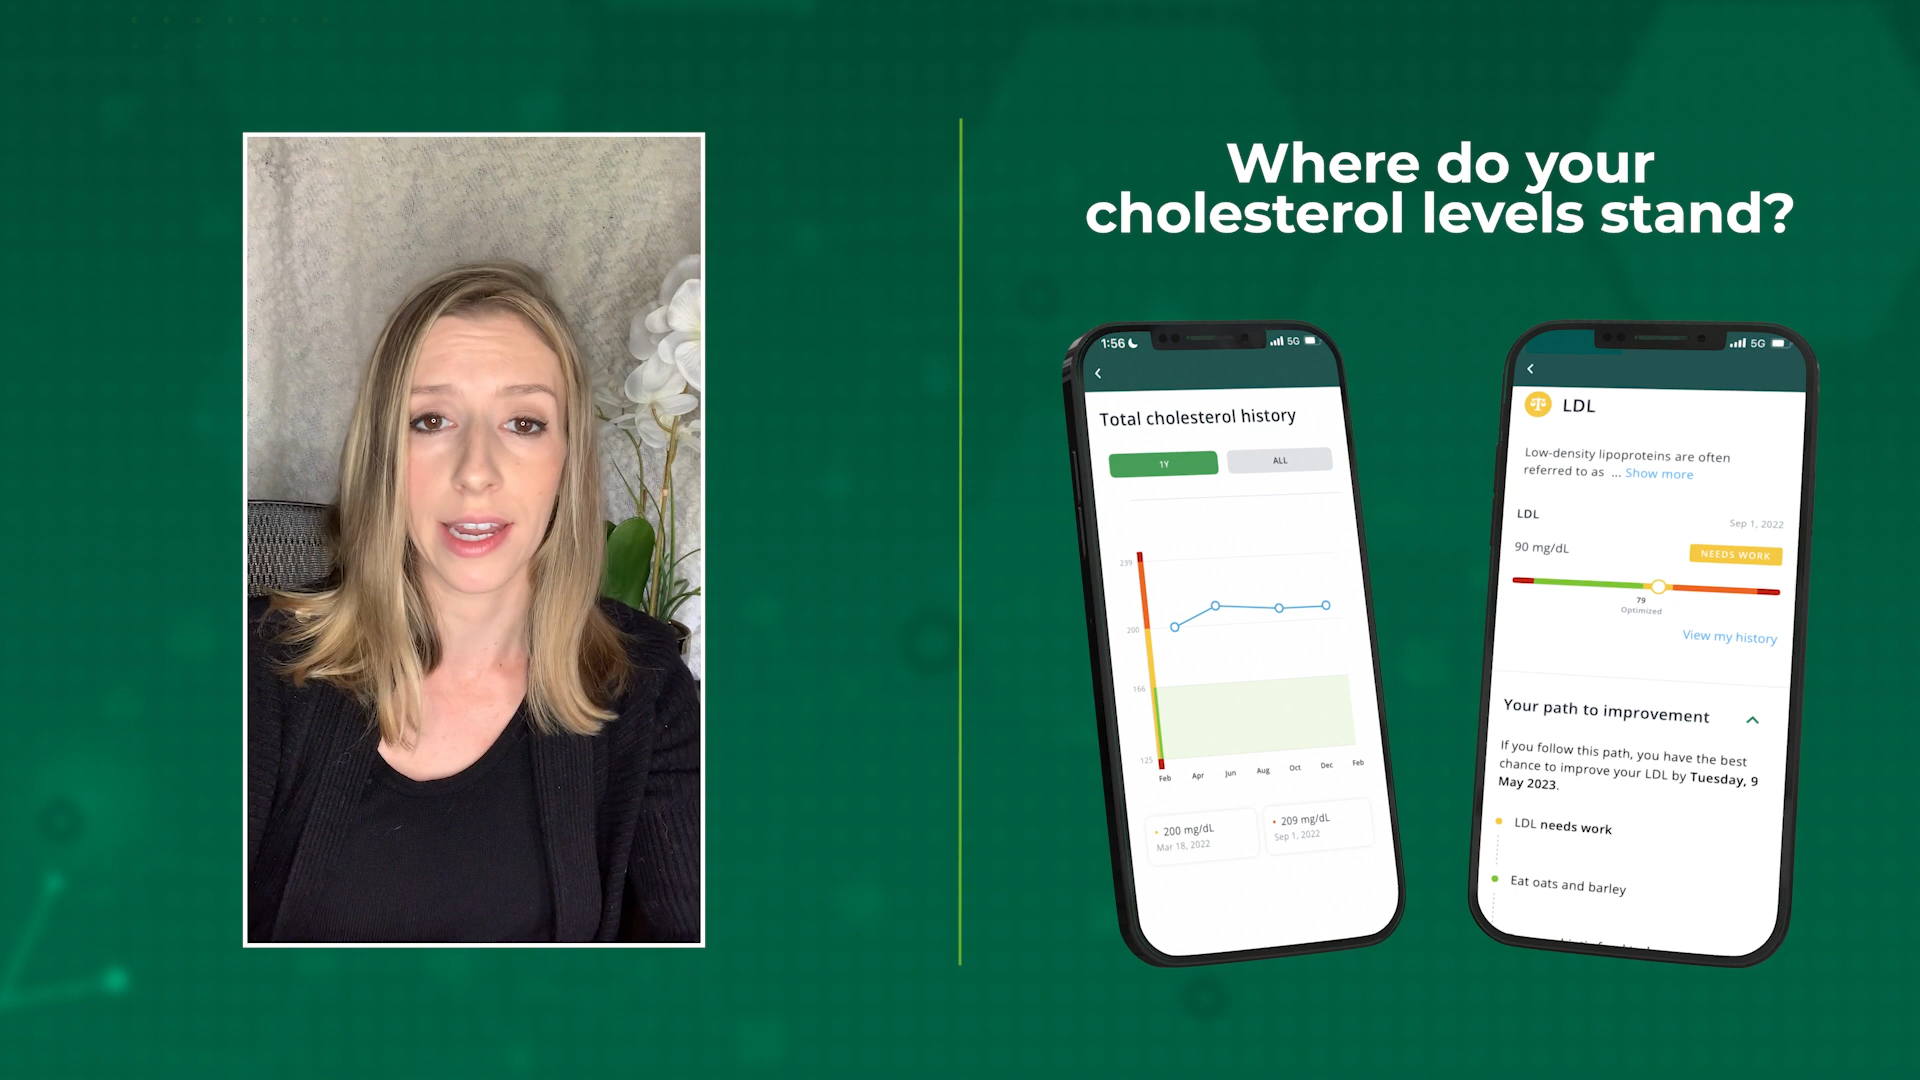 Where do your
cholesterol levels stand?
1:56
5G
Total cholesterol history
1Y
ALL
239
200
166
125
Feb
Apr
Jun
Aug
Oct
Dec
Feb
200 mg/dL
Mar 18, 2022
209 mg/dL
Sep 1, 2022
5G
LDL
Low-density lipoproteins are often
referred to as ... Show more
LDL
Sep 1, 2022
90 mg/dL
NEEDS WORK
79
Optimized
View my history
Your path to improvement
If you follow this path, you have the best
chance to improve your LDL by Tuesday, 9
May 2023.
LDL needs work
Eat oats and barley